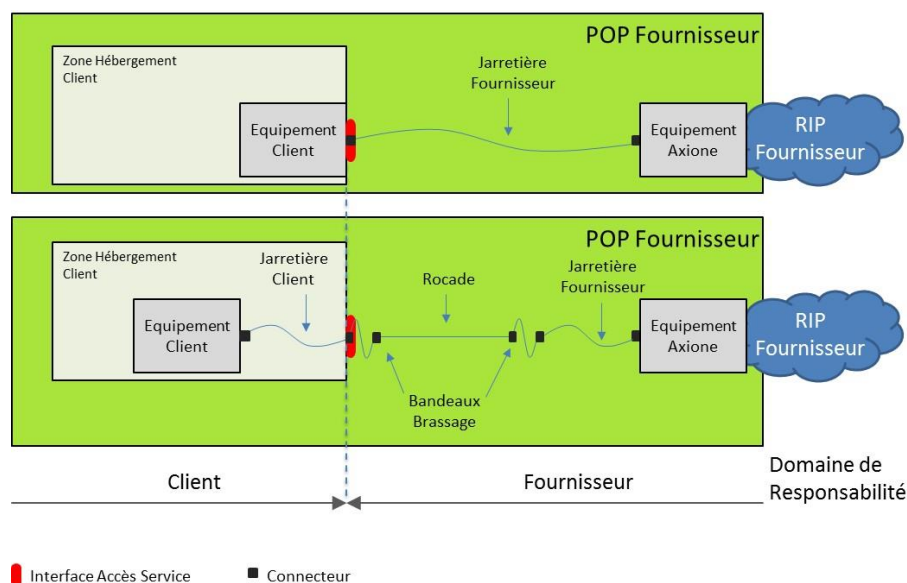 POP Fournisseur
Zone Hébergement
Client
Jarretière
Fournisseur
Equipement
Client
Equipement
Axione
RIP
Fournisseur
POP Fournisseur
Zone Hébergement
Client
Jarretière
Client
Rocade
Jarretière
Fournisseur
Equipement
Client
Equipement
Axione
RIP
Fournisseur
Bandeaux
Brassage
Client
Fournisseur
Domaine de
Responsabilité
Interface Accès Service
Connecteur